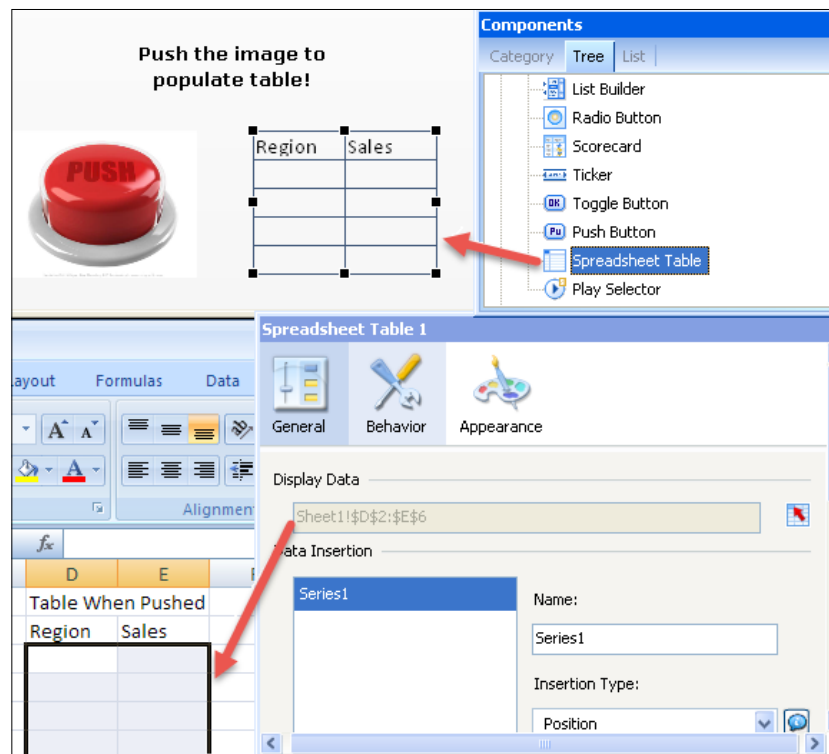 Push the image to
populate table!
PUSH
Region Sales
Components
Category Tree List
List Builder
Radio Button
Scorecard
Ticker
Toggle Button
Push Button
Spreadsheet Table
Play Selector
ayout Formulas Data
A A
A
Alignmen
fx
D E F
Table When Pushed
Region Sales
Spreadsheet Table 1
General Behavior Appearance
Display Data
Sheet1!$D$2:$E$6
Data Insertion
Series1
Name:
Series1
Insertion Type:
Position